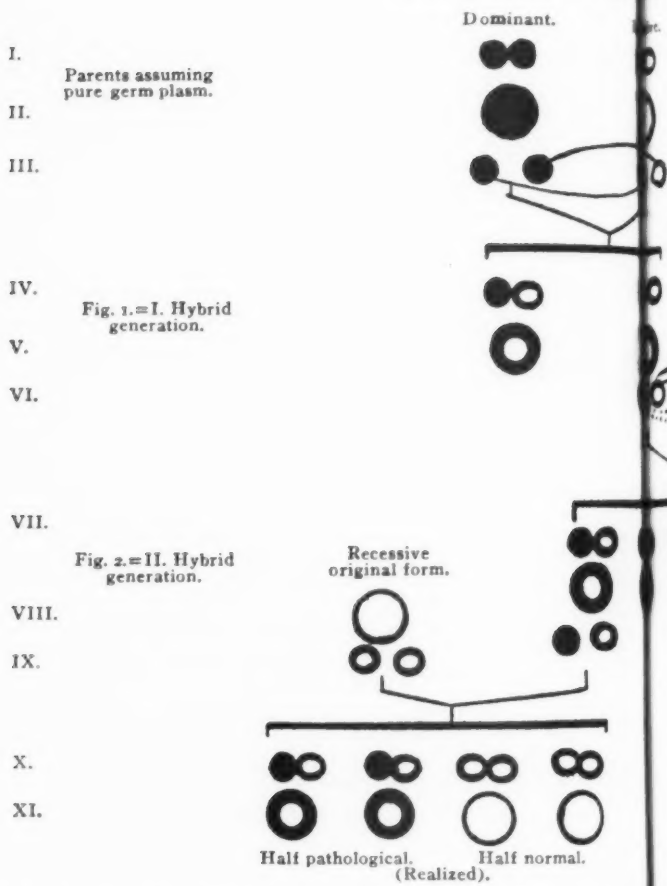 Dominant.
I.
Parents assuming
pure germ plasm.
II.
III.
IV.
Fig. 1.=I. Hybrid
generation.
V.
VI.
VII.
Fig. 2.=II. Hybrid
generation.
Recessive
original form.
VIII.
IX.
X.
XI.
Half pathological. Half normal.
(Realized).